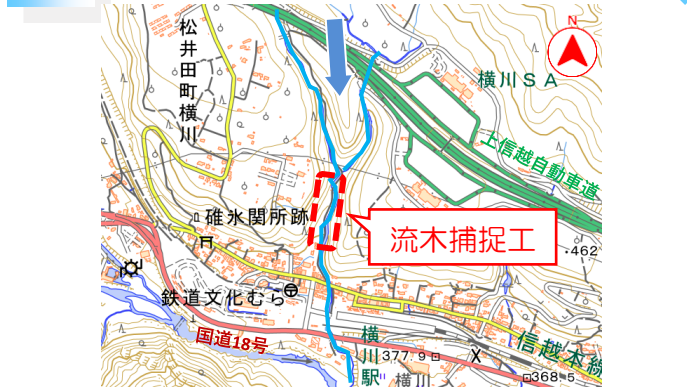 N
松井田町横川
横川SA
上信越自動車道
碓氷関所跡
流木捕捉工
・462
鉄道文化むら
国道18号
信越本線
横川駅
377.9
横川
368.5